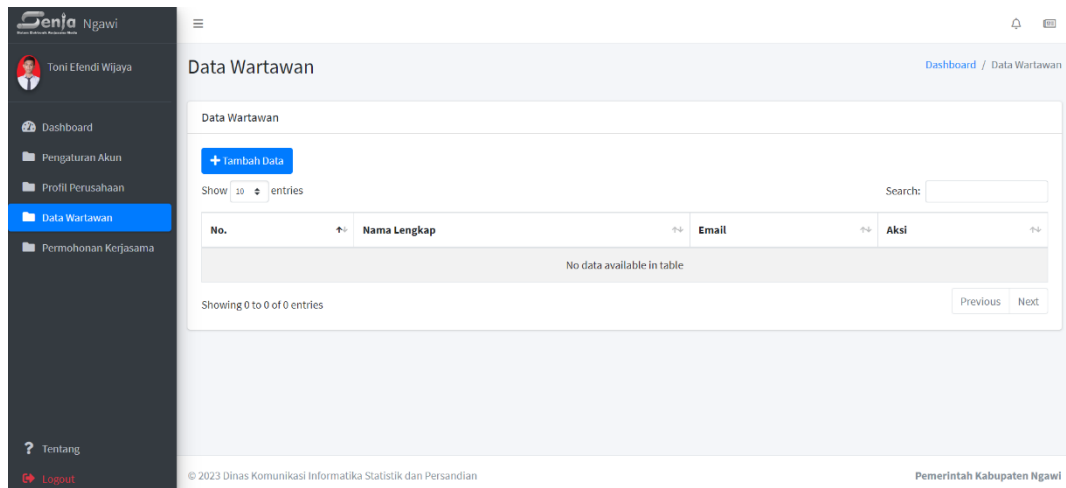 Senja Ngawi
Toni Efendi Wijaya
Dashboard
Pengaturan Akun
Profil Perusahaan
Data Wartawan
Permohonan Kerjasama
Tentang
Logout
Data Wartawan
Dashboard / Data Wartawan
Data Wartawan
+ Tambah Data
Show 10 entries
Search:
No. Nama Lengkap Email Aksi
No data available in table
Showing 0 to 0 of 0 entries
Previous Next
© 2023 Dinas Komunikasi Informatika Statistik dan Persandian
Pemerintah Kabupaten Ngawi